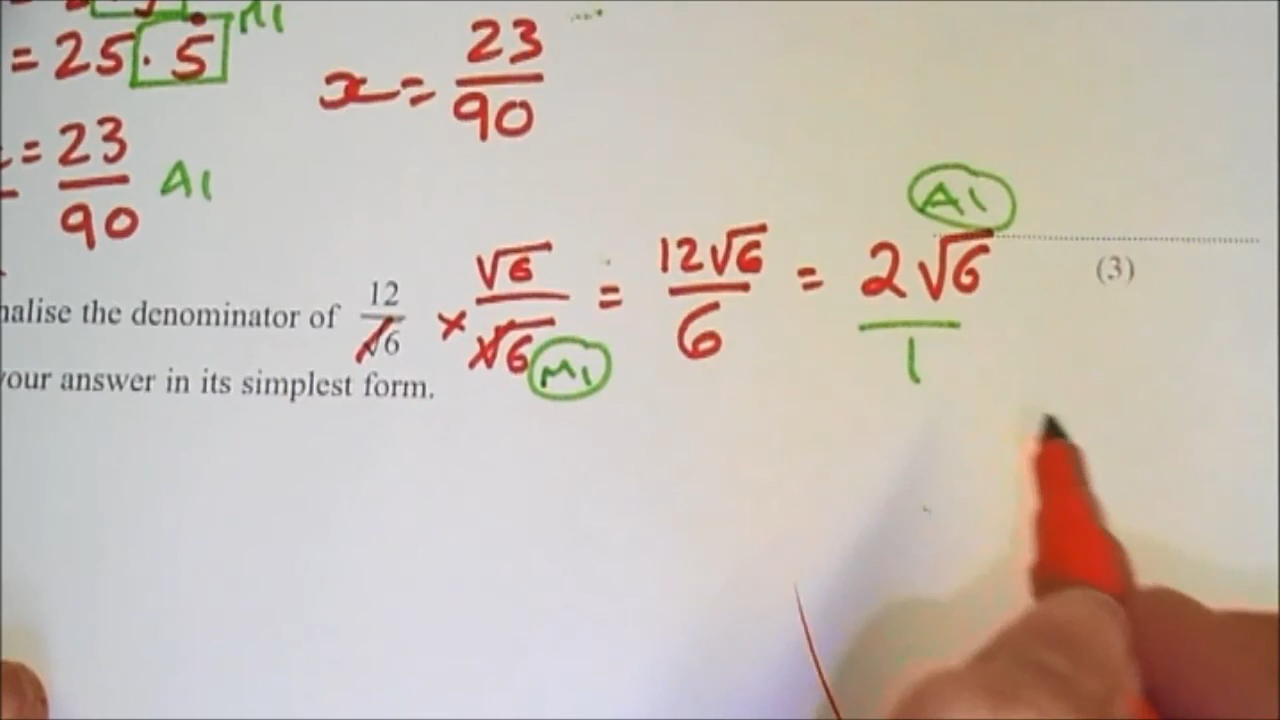 M1
= 25.5̇
x = 23/90
= 23/90 A1
A1
(3)
nalise the denominator of 12/√6 × √6/√6 = 12√6/6 = 2√6/1
M1
your answer in its simplest form.